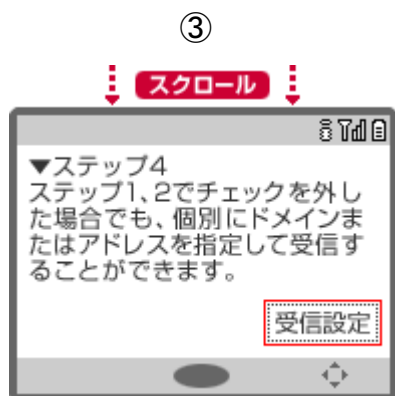 ③
スクロール
▼ステップ4
ステップ1、2でチェックを外し
た場合でも、個別にドメインま
たはアドレスを指定して受信す
ることができます。
受信設定